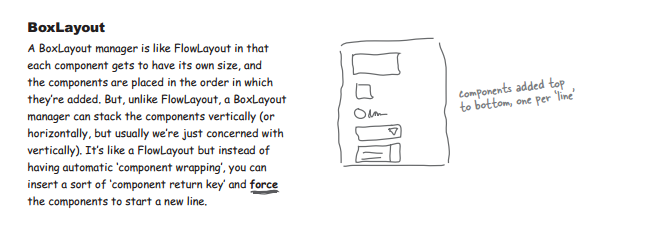 BoxLayout
A BoxLayout manager is like FlowLayout in that
each component gets to have its own size, and
the components are placed in the order in which
they're added. But, unlike FlowLayout, a BoxLayout
manager can stack the components vertically (or
horizontally, but usually we're just concerned with
vertically). It's like a FlowLayout but instead of
having automatic 'component wrapping', you can
insert a sort of 'component return key' and force
the components to start a new line.
components added top
to bottom, one per 'line'